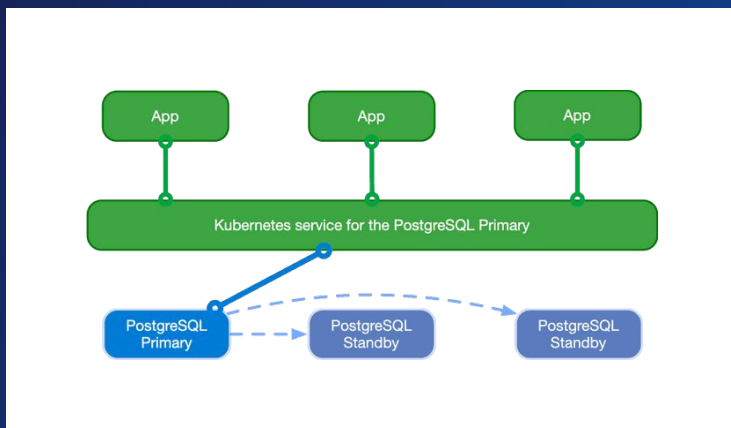 App
App
App
Kubernetes service for the PostgreSQL Primary
PostgreSQL
Primary
PostgreSQL
Standby
PostgreSQL
Standby